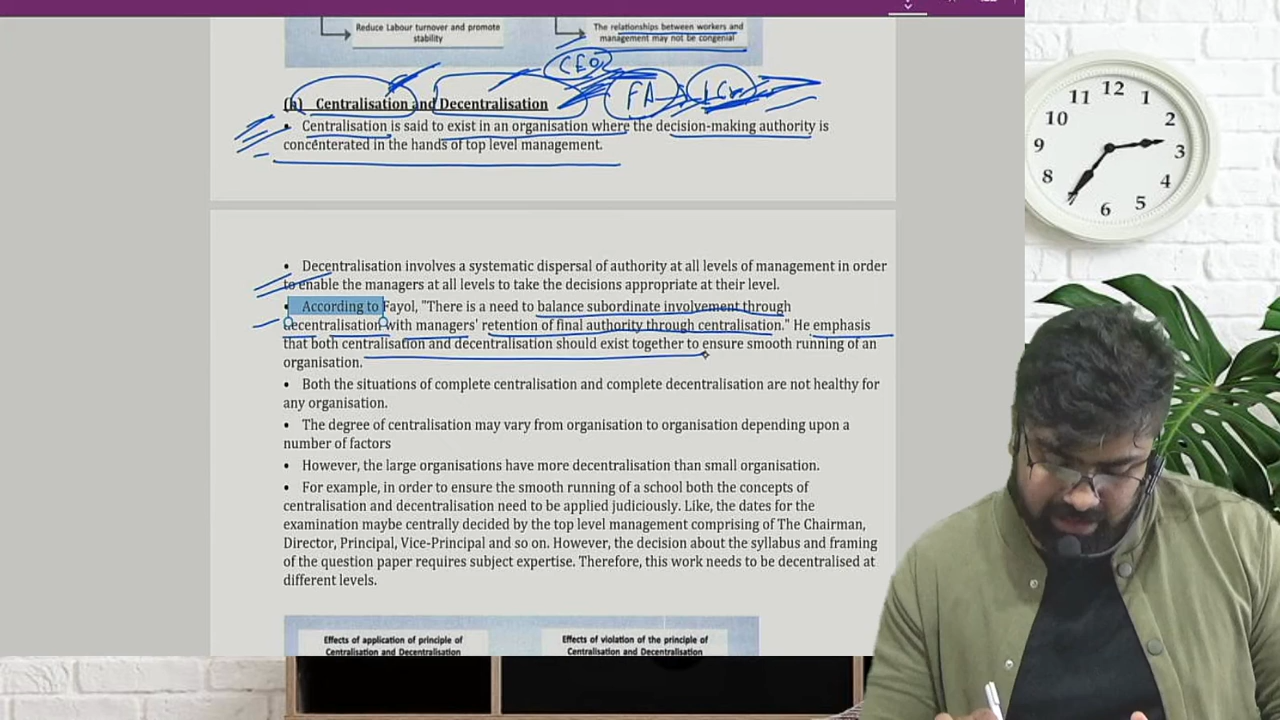 Reduce Labour turnover and promote
stability
The relationships between workers and
management may not be congenial
CEO
FA
(h) Centralisation and Decentralisation
• Centralisation is said to exist in an organisation where the decision-making authority is
concenterated in the hands of top level management.
• Decentralisation involves a systematic dispersal of authority at all levels of management in order
to enable the managers at all levels to take the decisions appropriate at their level.
• According to Fayol, "There is a need to balance subordinate involvement through
decentralisation with managers' retention of final authority through centralisation." He emphasis
that both centralisation and decentralisation should exist together to ensure smooth running of an
organisation.
• Both the situations of complete centralisation and complete decentralisation are not healthy for
any organisation.
• The degree of centralisation may vary from organisation to organisation depending upon a
number of factors
• However, the large organisations have more decentralisation than small organisation.
• For example, in order to ensure the smooth running of a school both the concepts of
centralisation and decentralisation need to be applied judiciously. Like, the dates for the
examination maybe centrally decided by the top level management comprising of The Chairman,
Director, Principal, Vice-Principal and so on. However, the decision about the syllabus and framing
of the question paper requires subject expertise. Therefore, this work needs to be decentralised at
different levels.
Effects of application of principle of
Centralisation and Decentralisation
Effects of violation of the principle of
Centralisation and Decentralisation
12
1
2
3
4
5
6
8
9
10
11